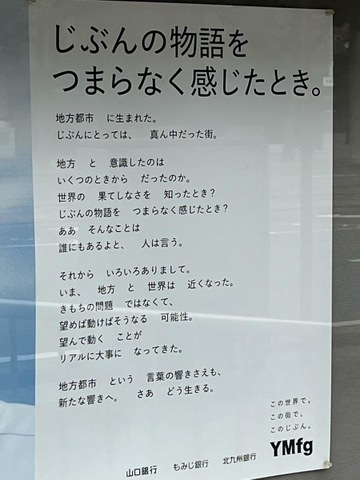 じぶんの物語を
つまらなく感じたとき。
地方都市 に生まれた。
じぶんにとっては、 真ん中だった街。
地方 と 意識したのは
いくつのときから だったのか。
世界の 果てしなさを 知ったとき？
じぶんの物語を つまらなく感じたとき？
ああ そんなことは
誰にもあるよと、 人は言う。
それから いろいろありまして。
いま、 地方 と 世界は 近くなった。
きもちの問題 ではなくて、
望めば動けばそうなる 可能性。
望んで動く ことが
リアルに大事に なってきた。
地方都市 という 言葉の響きさえも、
新たな響きへ。 さあ どう生きる。
この世界で。
この街で。
このじぶん。
YMfg
山口銀行 もみじ銀行 北九州銀行